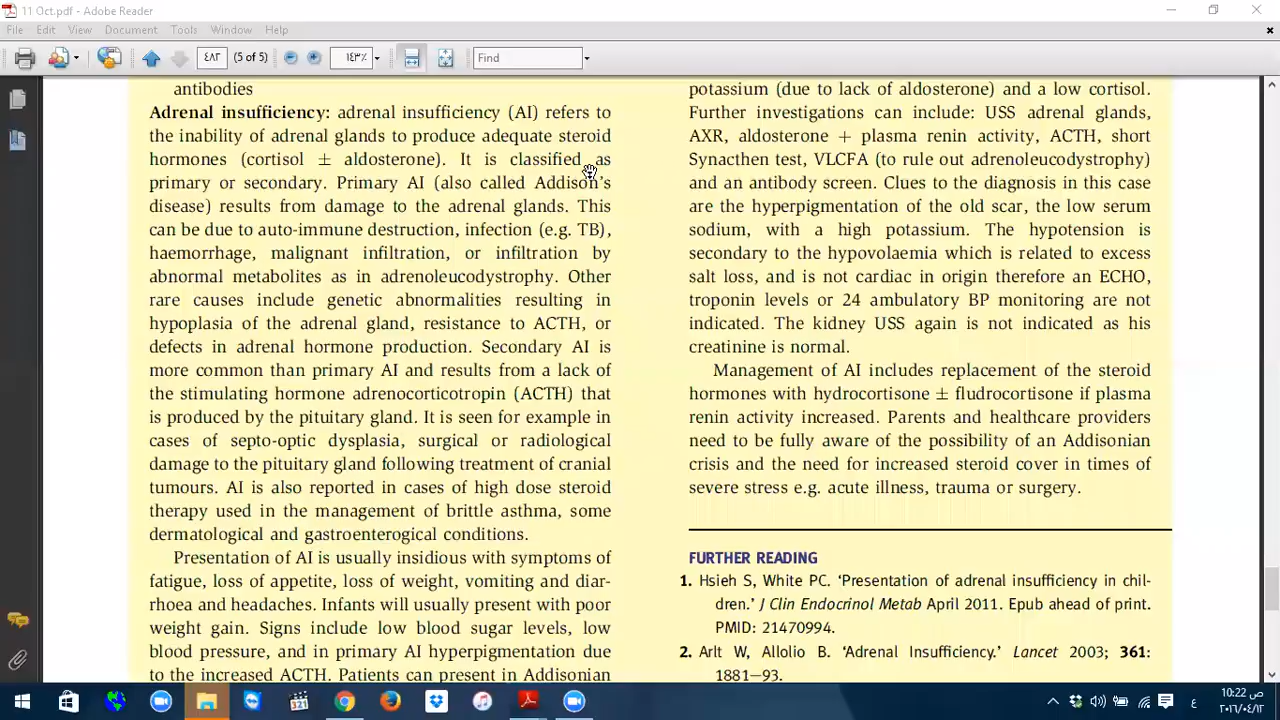 11 Oct.pdf - Adobe Reader
File Edit View Document Tools Window Help
٤٨٣ (5 of 5) ١٤٣% Find
antibodies
Adrenal insufficiency: adrenal insufficiency (AI) refers to
the inability of adrenal glands to produce adequate steroid
hormones (cortisol ± aldosterone). It is classified as
primary or secondary. Primary AI (also called Addison's
disease) results from damage to the adrenal glands. This
can be due to auto-immune destruction, infection (e.g. TB),
haemorrhage, malignant infiltration, or infiltration by
abnormal metabolites as in adrenoleucodystrophy. Other
rare causes include genetic abnormalities resulting in
hypoplasia of the adrenal gland, resistance to ACTH, or
defects in adrenal hormone production. Secondary AI is
more common than primary AI and results from a lack of
the stimulating hormone adrenocorticotropin (ACTH) that
is produced by the pituitary gland. It is seen for example in
cases of septo-optic dysplasia, surgical or radiological
damage to the pituitary gland following treatment of cranial
tumours. AI is also reported in cases of high dose steroid
therapy used in the management of brittle asthma, some
dermatological and gastroenterogical conditions.
Presentation of AI is usually insidious with symptoms of
fatigue, loss of appetite, loss of weight, vomiting and diar-
rhoea and headaches. Infants will usually present with poor
weight gain. Signs include low blood sugar levels, low
blood pressure, and in primary AI hyperpigmentation due
to the increased ACTH. Patients can present in Addisonian
potassium (due to lack of aldosterone) and a low cortisol.
Further investigations can include: USS adrenal glands,
AXR, aldosterone + plasma renin activity, ACTH, short
Synacthen test, VLCFA (to rule out adrenoleucodystrophy)
and an antibody screen. Clues to the diagnosis in this case
are the hyperpigmentation of the old scar, the low serum
sodium, with a high potassium. The hypotension is
secondary to the hypovolaemia which is related to excess
salt loss, and is not cardiac in origin therefore an ECHO,
troponin levels or 24 ambulatory BP monitoring are not
indicated. The kidney USS again is not indicated as his
creatinine is normal.
Management of AI includes replacement of the steroid
hormones with hydrocortisone ± fludrocortisone if plasma
renin activity increased. Parents and healthcare providers
need to be fully aware of the possibility of an Addisonian
crisis and the need for increased steroid cover in times of
severe stress e.g. acute illness, trauma or surgery.
FURTHER READING
1. Hsieh S, White PC. 'Presentation of adrenal insufficiency in chil-
dren.' J Clin Endocrinol Metab April 2011. Epub ahead of print.
PMID: 21470994.
2. Arlt W, Allolio B. 'Adrenal Insufficiency.' Lancet 2003; 361:
1881–93.
321
ع
10:22 ص
٢٠١٦/٠٤/١٢